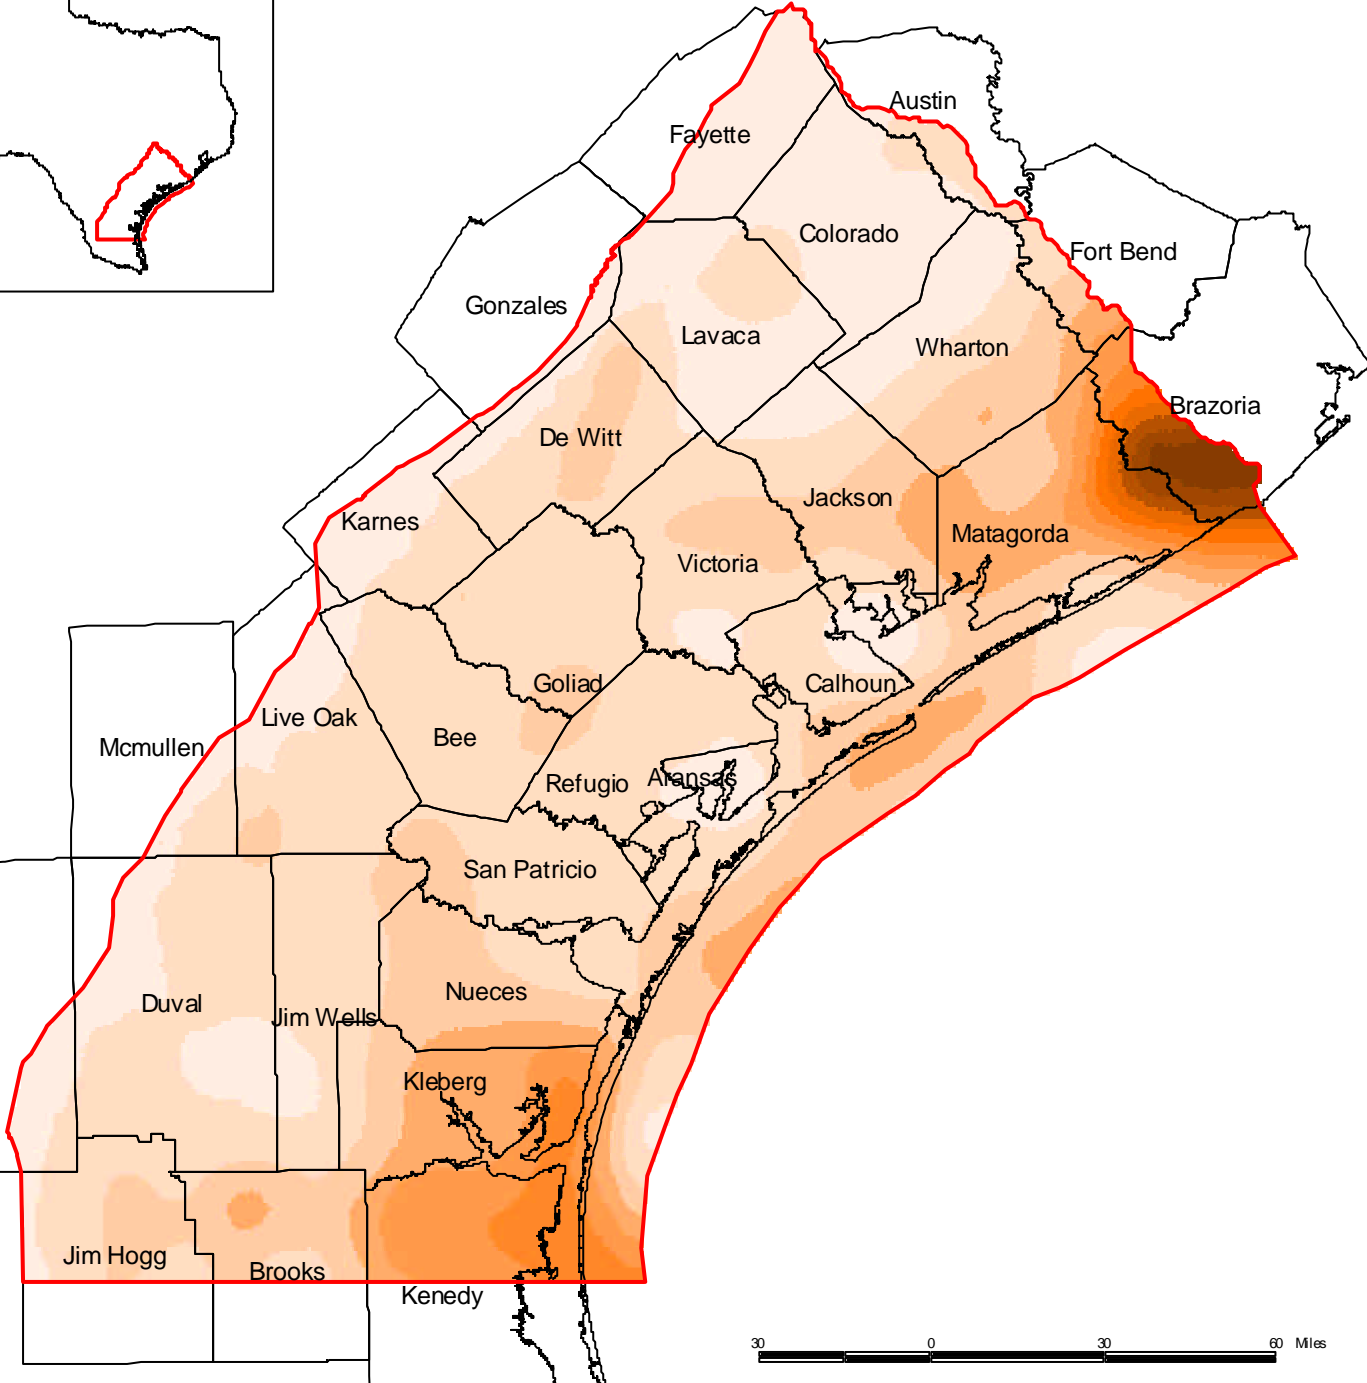 Austin
Fayette
Colorado
Fort Bend
Gonzales
Lavaca
Wharton
Brazoria
De Witt
Jackson
Karnes
Matagorda
Victoria
Goliad
Calhoun
Live Oak
Bee
Mcmullen
Refugio
Aransas
San Patricio
Nueces
Duval
Jim Wells
Kleberg
Jim Hogg
Brooks
Kenedy
30 0 30 60 Miles